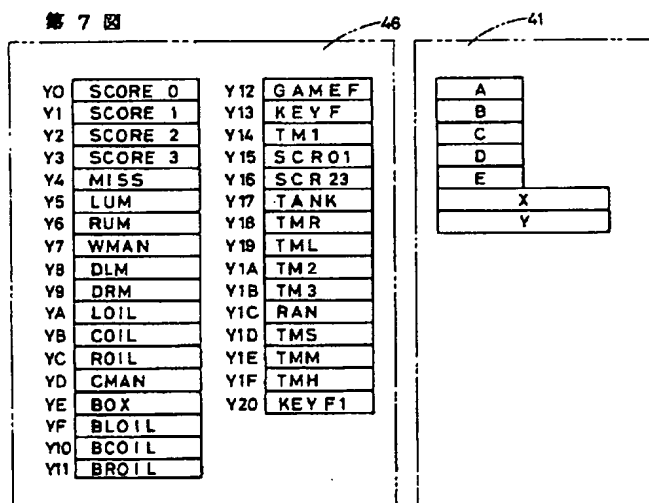 第 7 図
46
41
Y0 SCORE 0
Y1 SCORE 1
Y2 SCORE 2
Y3 SCORE 3
Y4 MISS
Y5 LUM
Y6 RUM
Y7 WMAN
Y8 DLM
Y9 DRM
YA LOIL
YB COIL
YC ROIL
YD CMAN
YE BOX
YF BLOIL
Y10 BCOIL
Y11 BROIL
Y12 GAMEF
Y13 KEYF
Y14 TM1
Y15 SCR01
Y16 SCR23
Y17 TANK
Y18 TMR
Y19 TML
Y1A TM2
Y1B TM3
Y1C RAN
Y1D TMS
Y1E TMM
Y1F TMH
Y20 KEYF1
A
B
C
D
E
X
Y